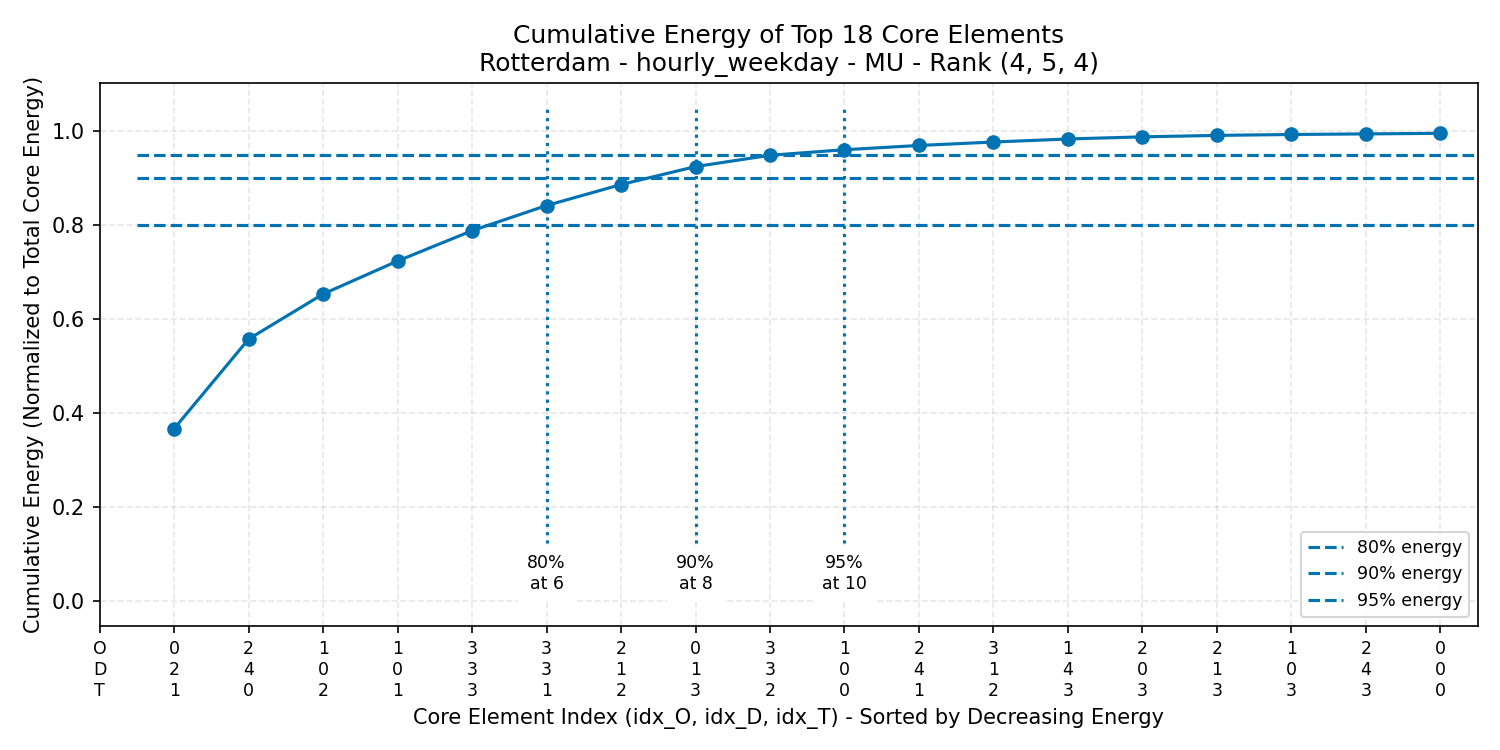 Cumulative Energy of Top 18 Core Elements
Rotterdam - hourly_weekday - MU - Rank (4, 5, 4)
Cumulative Energy (Normalized to Total Core Energy)
1.0
0.8
0.6
0.4
0.2
0.0
80%
at 6
90%
at 8
95%
at 10
80% energy
90% energy
95% energy
O 0 2 1 1 3 3 2 0 3 1 2 3 1 2 2 1 2 0
D 2 4 0 0 3 3 1 1 3 0 4 1 4 0 1 0 4 0
T 1 0 2 1 3 1 2 3 2 0 1 2 3 3 3 3 3 0
Core Element Index (idx_O, idx_D, idx_T) - Sorted by Decreasing Energy